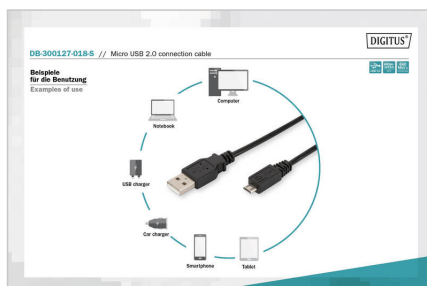 DIGITUS®
DB-300127-018-S // Micro USB 2.0 connection cable
Beispiele
für die Benutzung
Examples of use
Computer
Notebook
USB charger
Car charger
Smartphone
Tablet